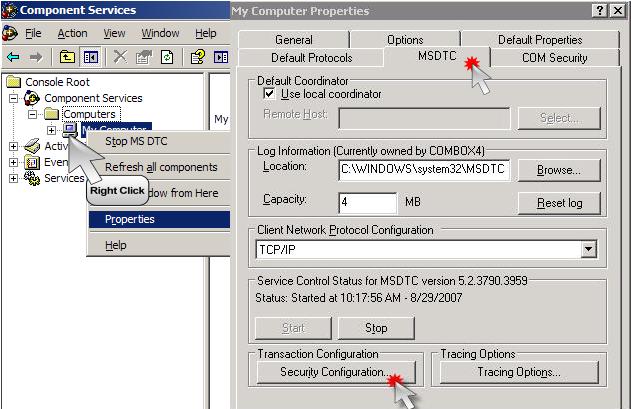 Component Services
File Action View Window Help
Console Root
Component Services
Computers
My Computer
My
Stop MS DTC
Refresh all components
Right Click
dow from Here
Properties
Help
Activ
Even
Services
My Computer Properties
General Options Default Properties
Default Protocols MSDTC COM Security
Default Coordinator
Use local coordinator
Remote Host:
Select...
Log Information (Currently owned by COMBOX4)
Location: C:\WINDOWS\system32\MSDTC Browse...
Capacity: 4 MB Reset log
Client Network Protocol Configuration
TCP/IP
Service Control Status for MSDTC version 5.2.3790.3959
Status: Started at 10:17:56 AM - 8/29/2007
Start Stop
Transaction Configuration Tracing Options
Security Configuration... Tracing Options...